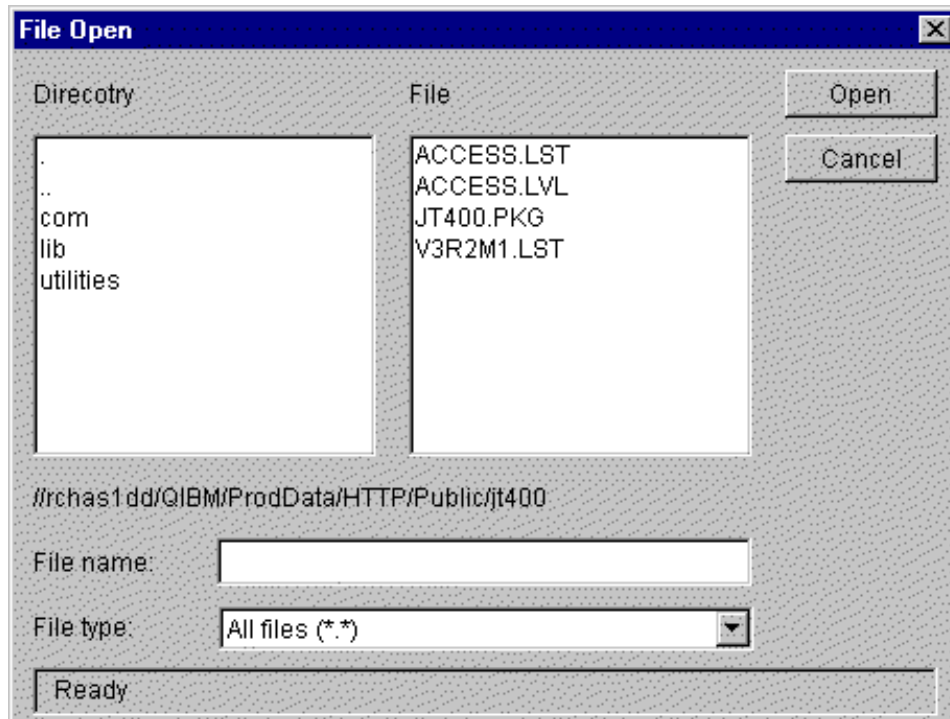 File Open
Direcotry
File
Open
Cancel
.
..
com
lib
utilities
ACCESS.LST
ACCESS.LVL
JT400.PKG
V3R2M1.LST
//rchas1dd/QIBM/ProdData/HTTP/Public/jt400
File name:
File type: All files (*.*)
Ready